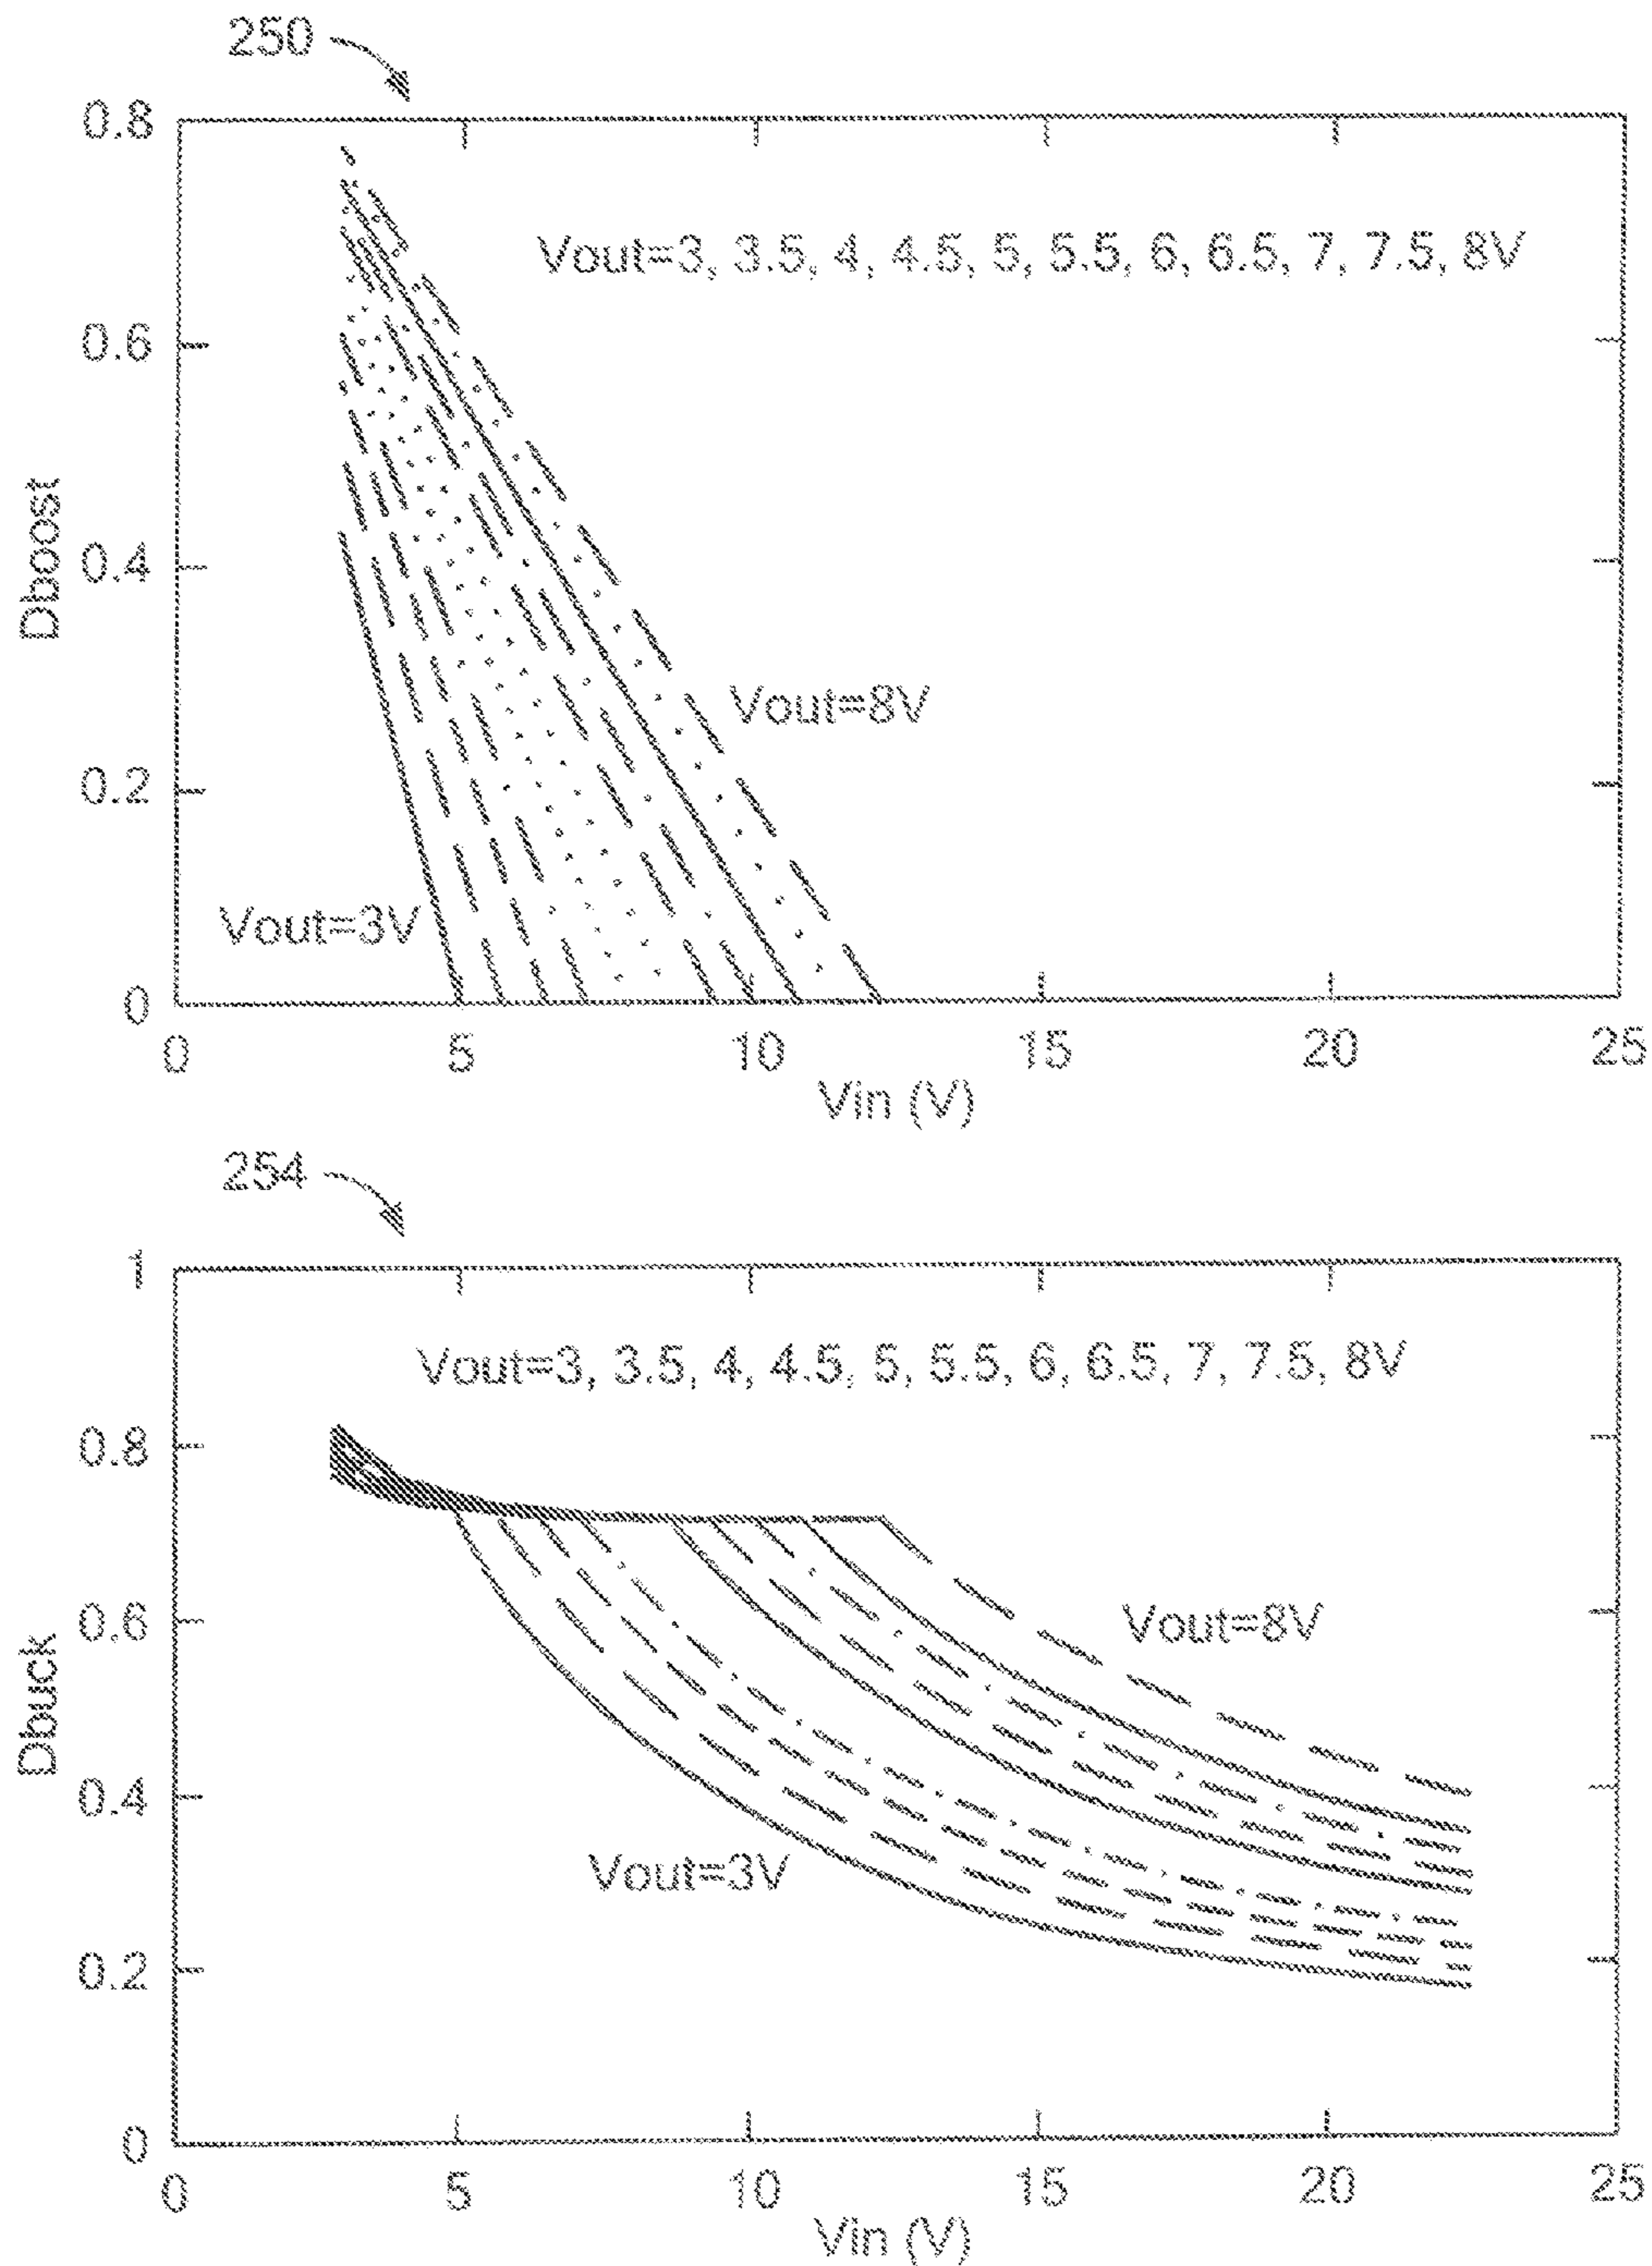 250
0.8
Vout=3, 3.5, 4, 4.5, 5, 5.5, 6, 6.5, 7, 7.5, 8V
0.6
Dboost
0.4
Vout=8V
0.2
Vout=3V
0
0 5 10 15 20 25
Vin (V)
254
1
Vout=3, 3.5, 4, 4.5, 5, 5.5, 6, 6.5, 7, 7.5, 8V
0.8
0.6
Vout=8V
Dbuck
0.4
Vout=3V
0.2
0
0 5 10 15 20 25
Vin (V)